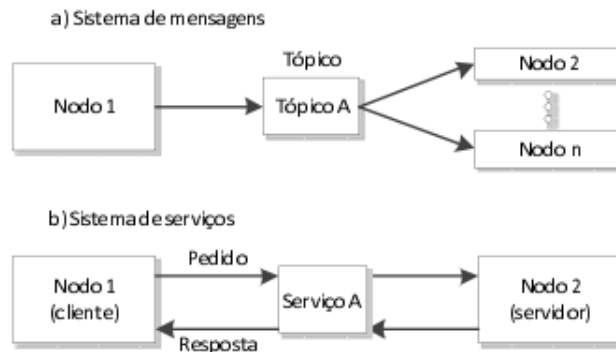 a) Sistema de mensagens
Tópico
Nodo 1
Tópico A
Nodo 2
Nodo n
b) Sistema de serviços
Pedido
Nodo 1
(cliente)
Serviço A
Nodo 2
(servidor)
Resposta